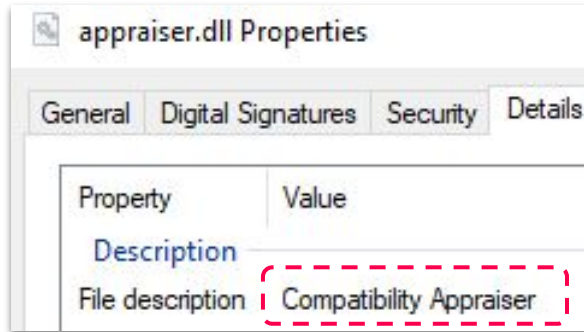 appraiser.dll Properties
General Digital Signatures Security Details
Property Value
Description
File description Compatibility Appraiser